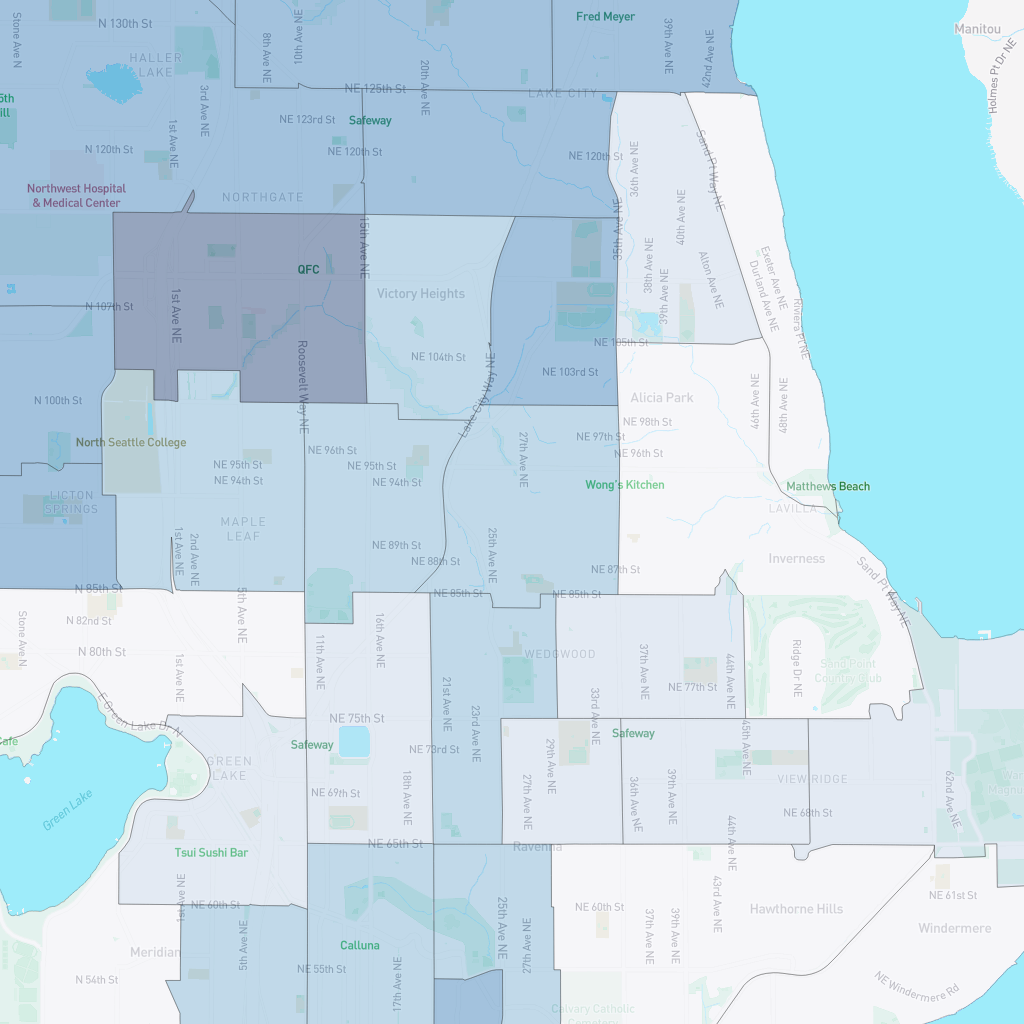 Fred Meyer
N 130th St
Stone Ave N
8th Ave NE
10th Ave NE
20th Ave NE
36th Ave NE
42nd Ave NE
Manitou
Holmes Pt Dr NE
HALLER
LAKE
3rd Ave NE
NE 125th St
LAKE CITY
5th
ill
NE 123rd St
Safeway
1st Ave NE
N 120th St
NE 120th St
NE 120th St
36th Ave NE
Sand Pt Way NE
Northwest Hospital
& Medical Center
NORTHGATE
35th Ave NE
40th Ave NE
15th Ave NE
38th Ave NE
39th Ave NE
Alton Ave NE
Exeter Ave NE
Durland Ave NE
Riviera Pl NE
QFC
Victory Heights
N 107th St
1st Ave NE
Roosevelt Way NE
NE 105th St
NE 104th St
Lake City Way NE
NE 103rd St
N 100th St
Alicia Park
46th Ave NE
48th Ave NE
NE 98th St
NE 97th St
NE 96th St
North Seattle College
NE 96th St
27th Ave NE
NE 95th St
NE 95th St
NE 94th St
NE 94th St
Wong's Kitchen
Matthews Beach
LICTON
SPRINGS
LAVILLA
MAPLE
LEAF
1st Ave NE
2nd Ave NE
NE 89th St
25th Ave NE
NE 88th St
Inverness
NE 87th St
Sand Pt Way NE
N 85th St
5th Ave NE
NE 85th St
NE 85th St
Stone Ave N
N 82nd St
11th Ave NE
16th Ave NE
N 80th St
1st Ave NE
WEDGWOOD
37th Ave NE
44th Ave NE
Ridge Dr NE
Sand Point
Country Club
21st Ave NE
23rd Ave NE
33rd Ave NE
NE 77th St
E Green Lake Dr N
NE 75th St
Safeway
NE 73rd St
Safeway
45th Ave NE
Cafe
GREEN
LAKE
18th Ave NE
29th Ave NE
27th Ave NE
36th Ave NE
39th Ave NE
VIEW RIDGE
62nd Ave NE
War
Magnu
NE 69th St
Green Lake
NE 68th St
44th Ave NE
Tsui Sushi Bar
NE 65th St
Ravenna
1st Ave NE
NE 60th St
43rd Ave NE
NE 61st St
5th Ave NE
25th Ave NE
27th Ave NE
NE 60th St
37th Ave NE
39th Ave NE
Hawthorne Hills
Windermere
Meridian
Calluna
N 54th St
NE 55th St
17th Ave NE
NE Windermere Rd
Calvary Catholic
Cemetery